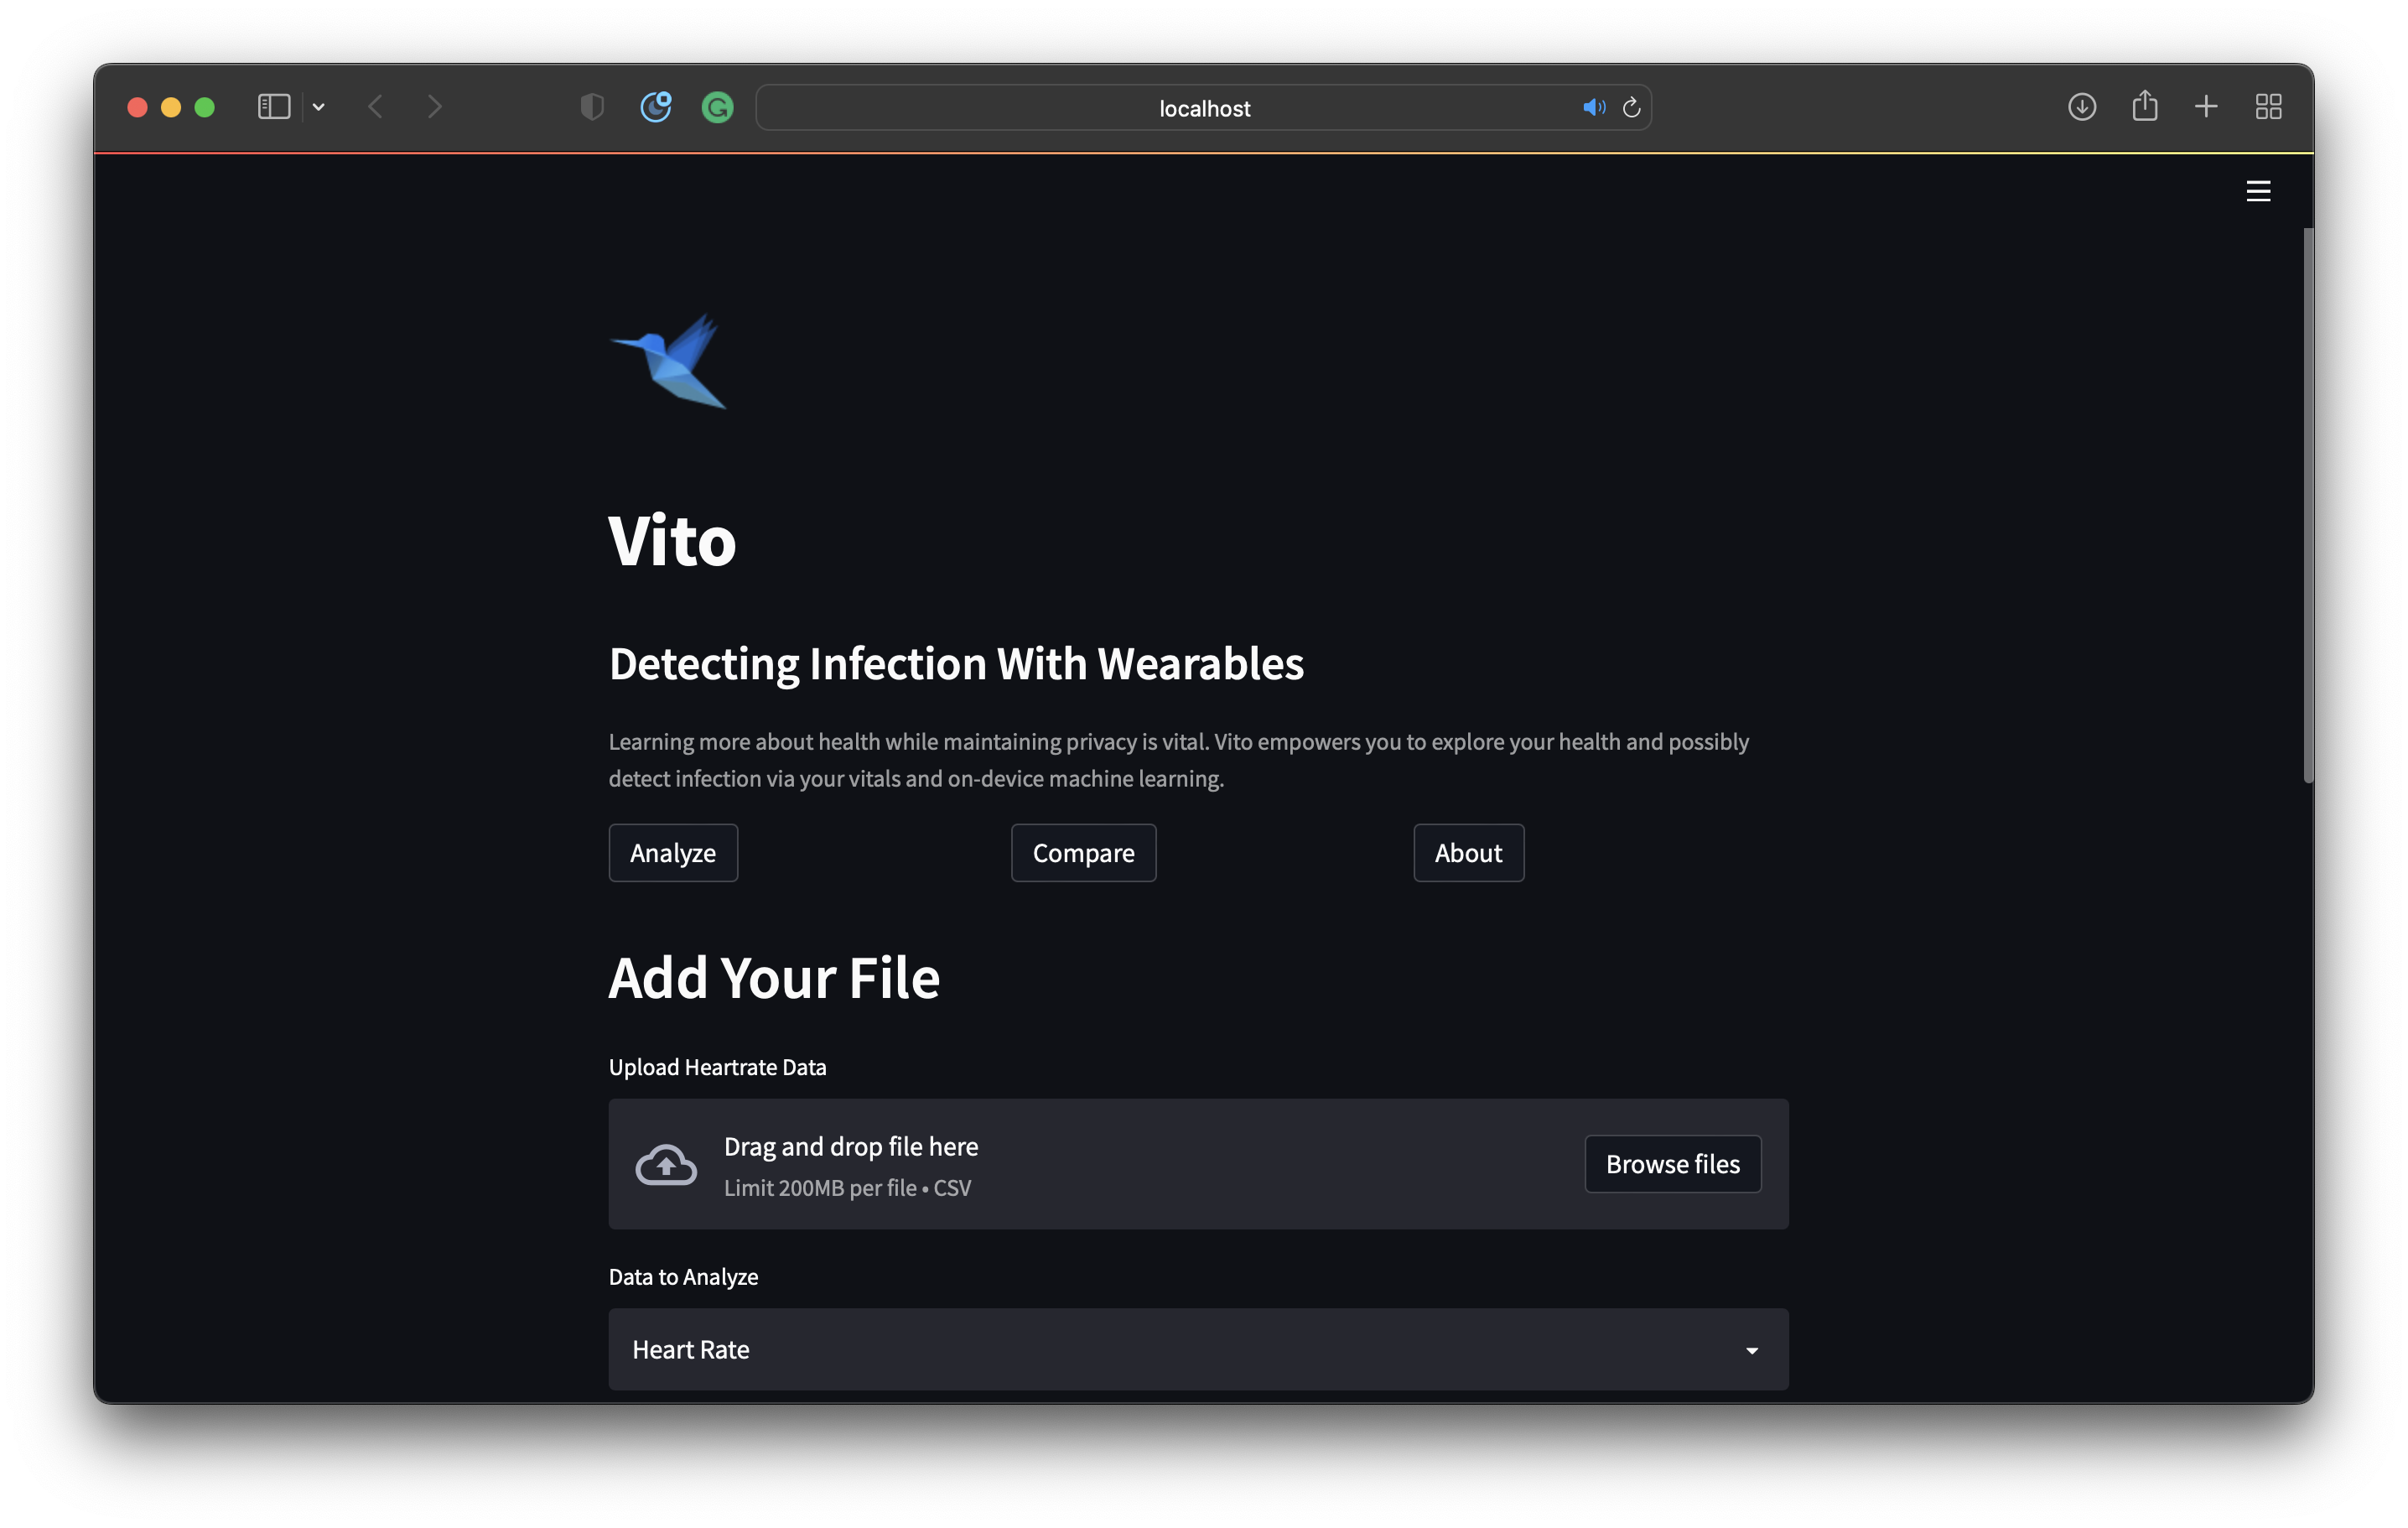 localhost
Vito
Detecting Infection With Wearables
Learning more about health while maintaining privacy is vital. Vito empowers you to explore your health and possibly
detect infection via your vitals and on-device machine learning.
Analyze
Compare
About
Add Your File
Upload Heartrate Data
Drag and drop file here
Limit 200MB per file • CSV
Browse files
Data to Analyze
Heart Rate